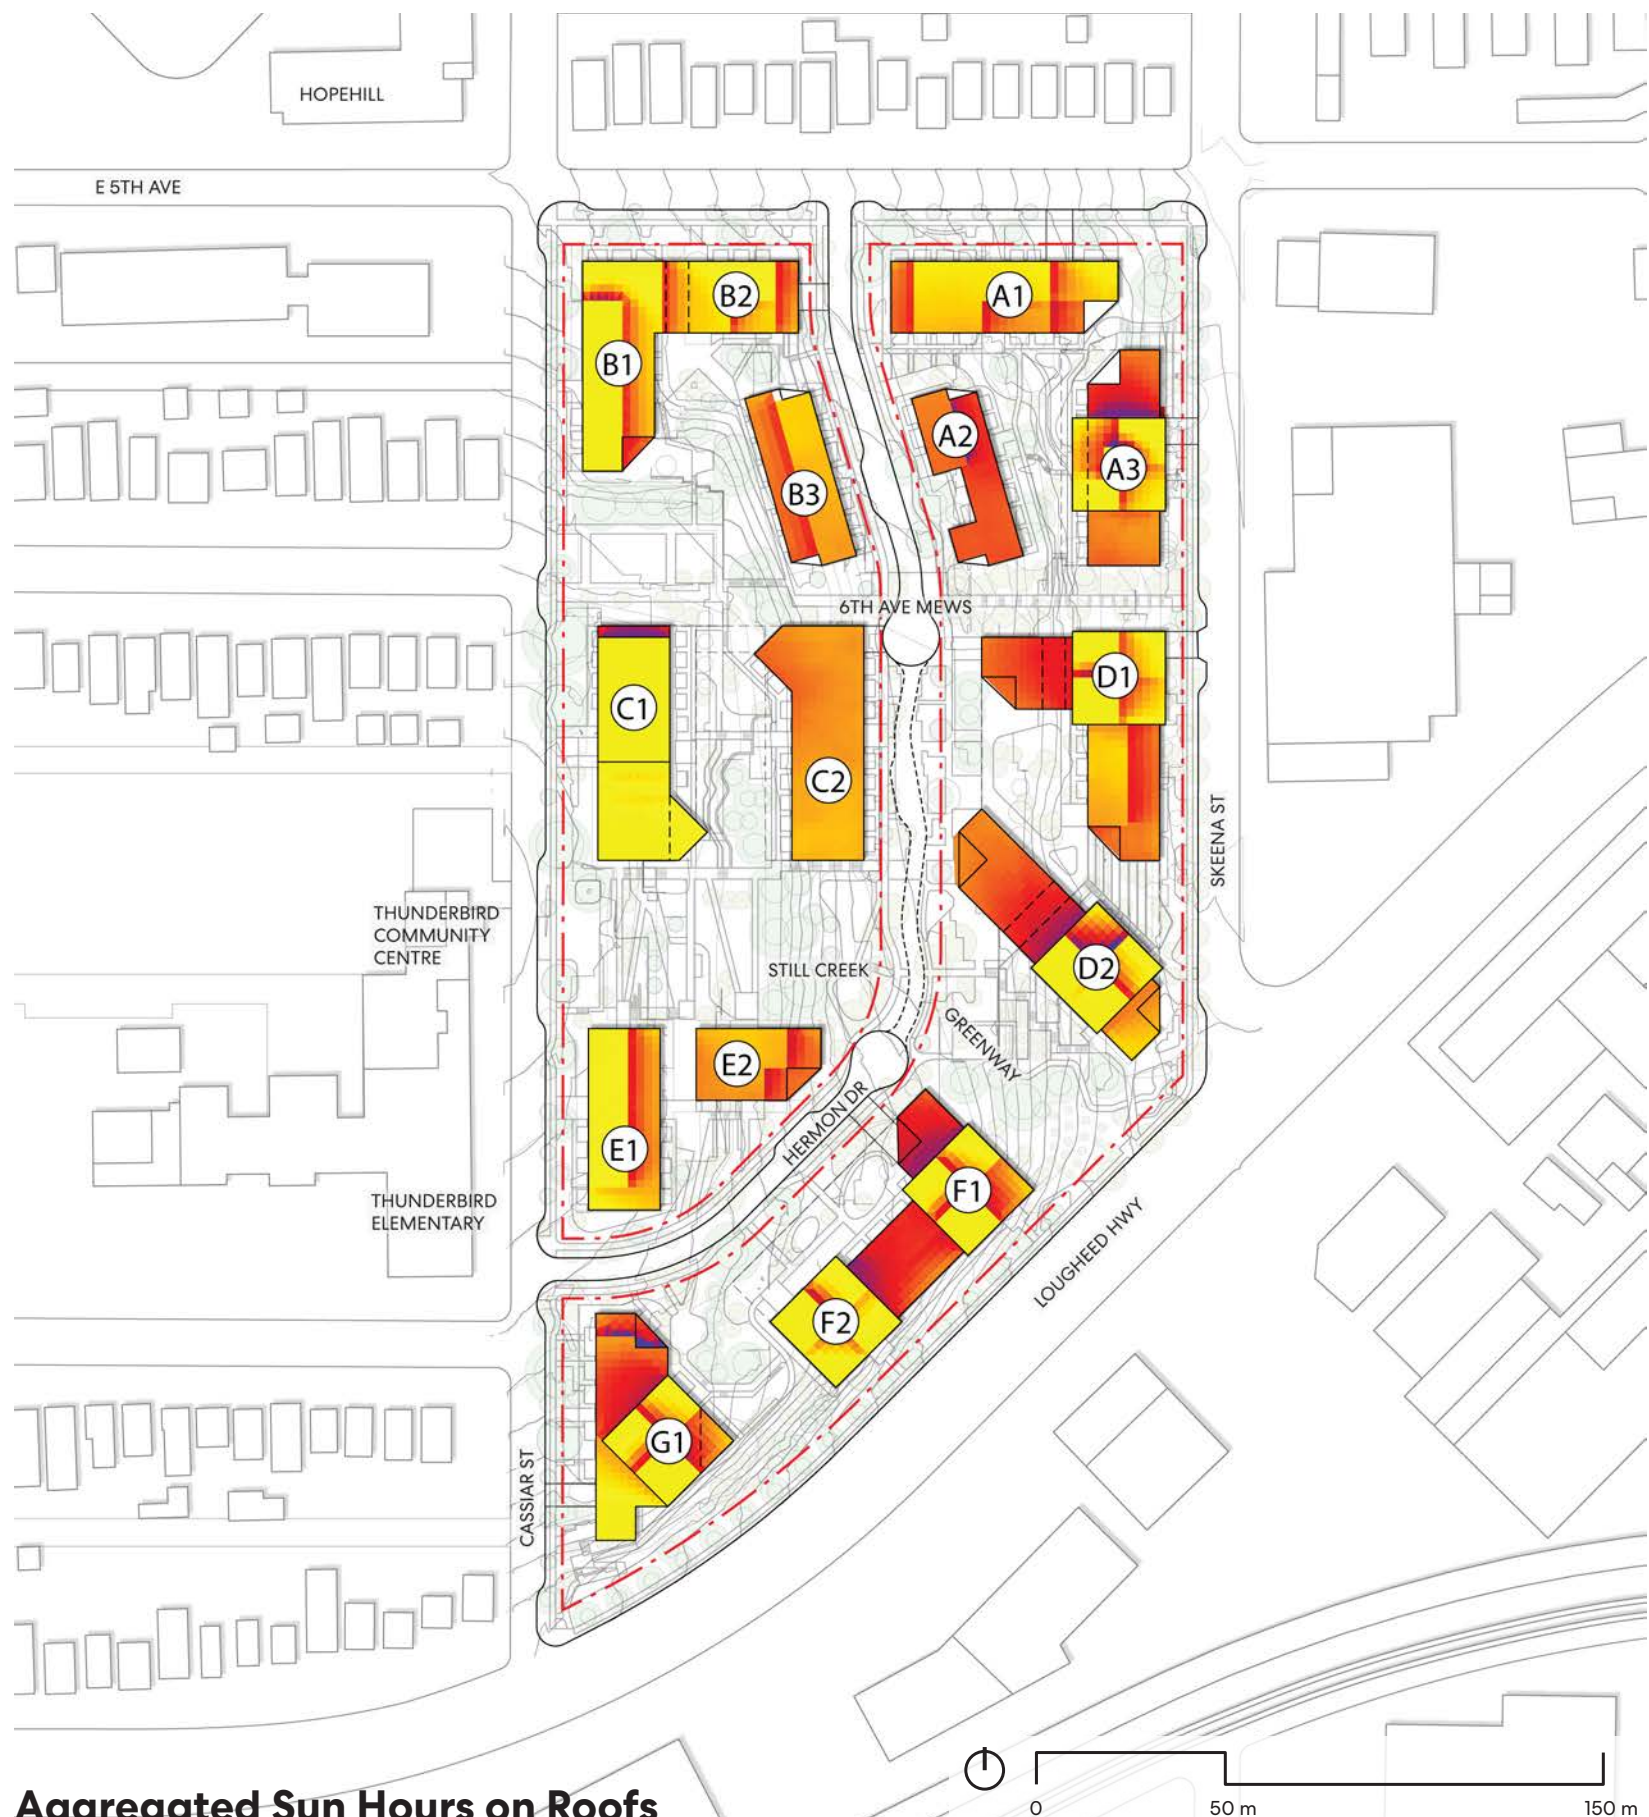 HOPEHILL
E 5TH AVE
B2
A1
B1
A2
A3
B3
6TH AVE MEWS
D1
C1
C2
SKEENA ST
THUNDERBIRD
COMMUNITY
CENTRE
STILL CREEK
D2
GREENWAY
E2
HERMON DR
E1
F1
THUNDERBIRD
ELEMENTARY
LOUGHEED HWY
F2
G1
CASSIAR ST
Aggregated Sun Hours on Roofs
0
50 m
150 m